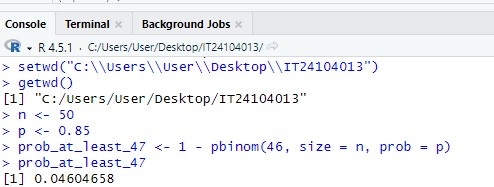 Console Terminal × Background Jobs ×
R 4.5.1 · C:/Users/User/Desktop/IT24104013/
> setwd("C:\\Users\\User\\Desktop\\IT24104013")
> getwd()
[1] "C:/Users/User/Desktop/IT24104013"
> n <- 50
> p <- 0.85
> prob_at_least_47 <- 1 - pbinom(46, size = n, prob = p)
> prob_at_least_47
[1] 0.04604658